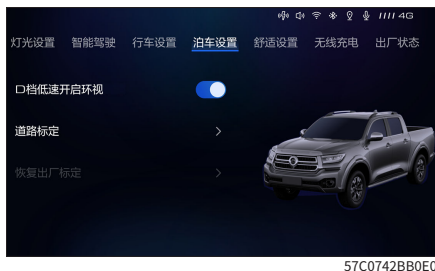 4G
灯光设置 智能驾驶 行车设置 泊车设置 舒适设置 无线充电 出厂状态
D档低速开启环视
道路标定
恢复出厂标定
57C0742BB0E0